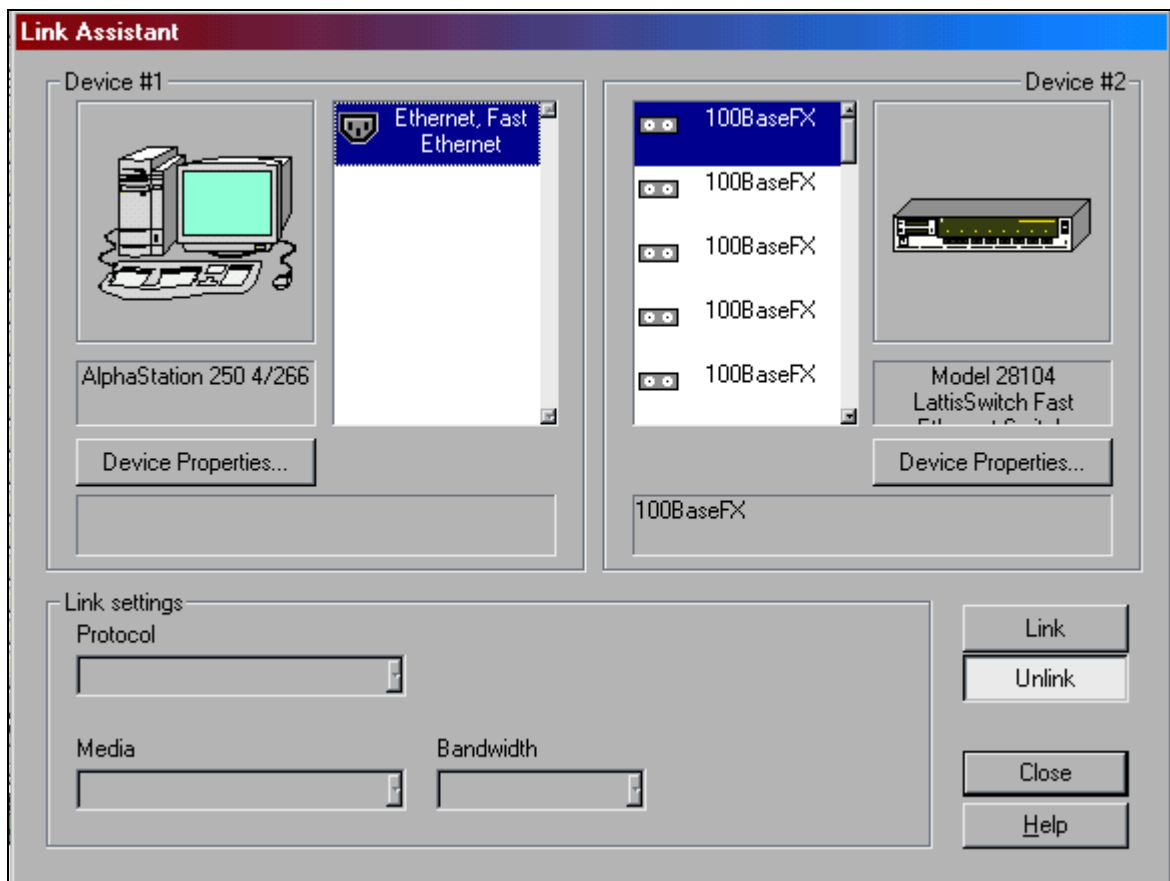 Link Assistant
Device #1
Ethernet, Fast
Ethernet
AlphaStation 250 4/266
Device Properties...
Device #2
100BaseFX
100BaseFX
100BaseFX
100BaseFX
100BaseFX
Model 28104
LattisSwitch Fast
Device Properties...
100BaseFX
Link settings
Protocol
Media
Bandwidth
Link
Unlink
Close
Help